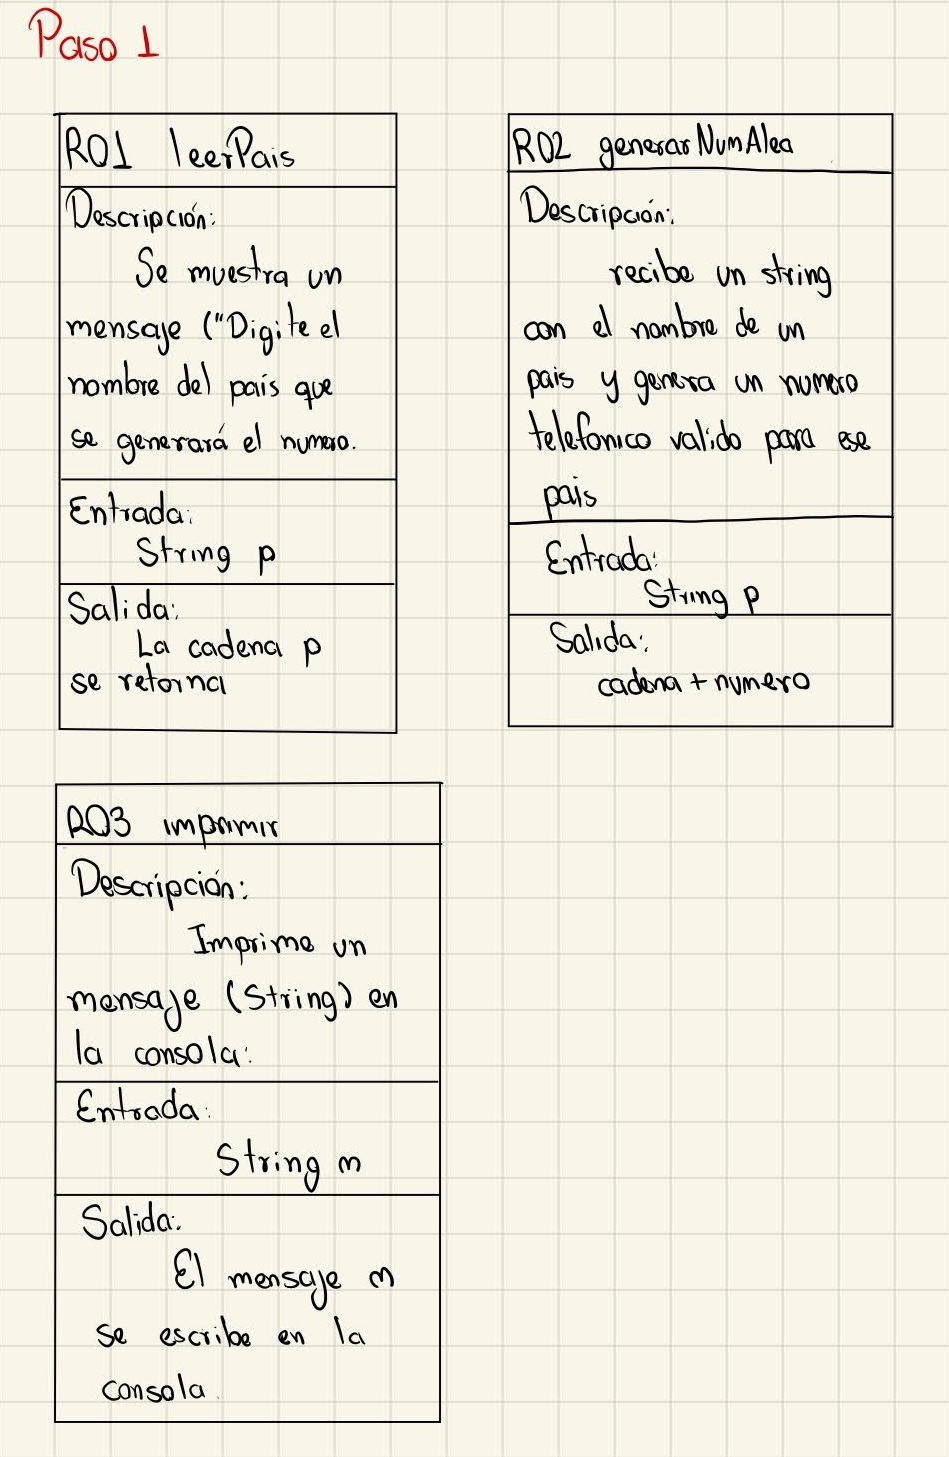 Paso 1
R01 leerPais
Descripción:
Se muestra un
mensaje ("Digite el
nombre del país que
se generará el numero.
Entrada:
String p
Salida:
La cadena p
se retorna
R02 generarNumAlea
Descripción:
recibe un string
con el nombre de un
pais y genera un numero
telefonico valido para ese
pais
Entrada:
String p
Salida:
cadena + numero
R03 imprimir
Descripción:
Imprime un
mensaje (String) en
la consola.
Entrada:
String m
Salida:
El mensaje m
se escribe en la
consola.